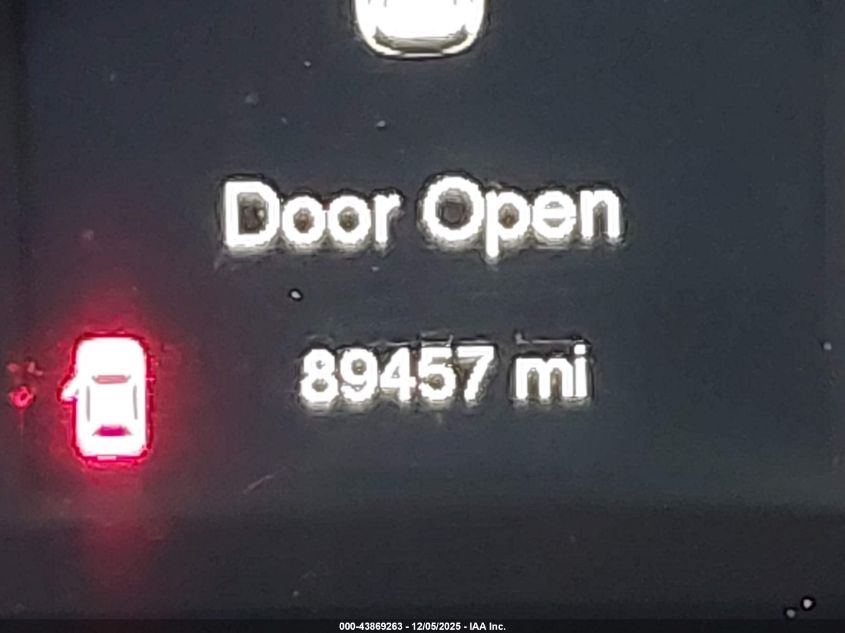 Door Open
89457 mi
000-43869263 - 12/05/2025 - IAA Inc.